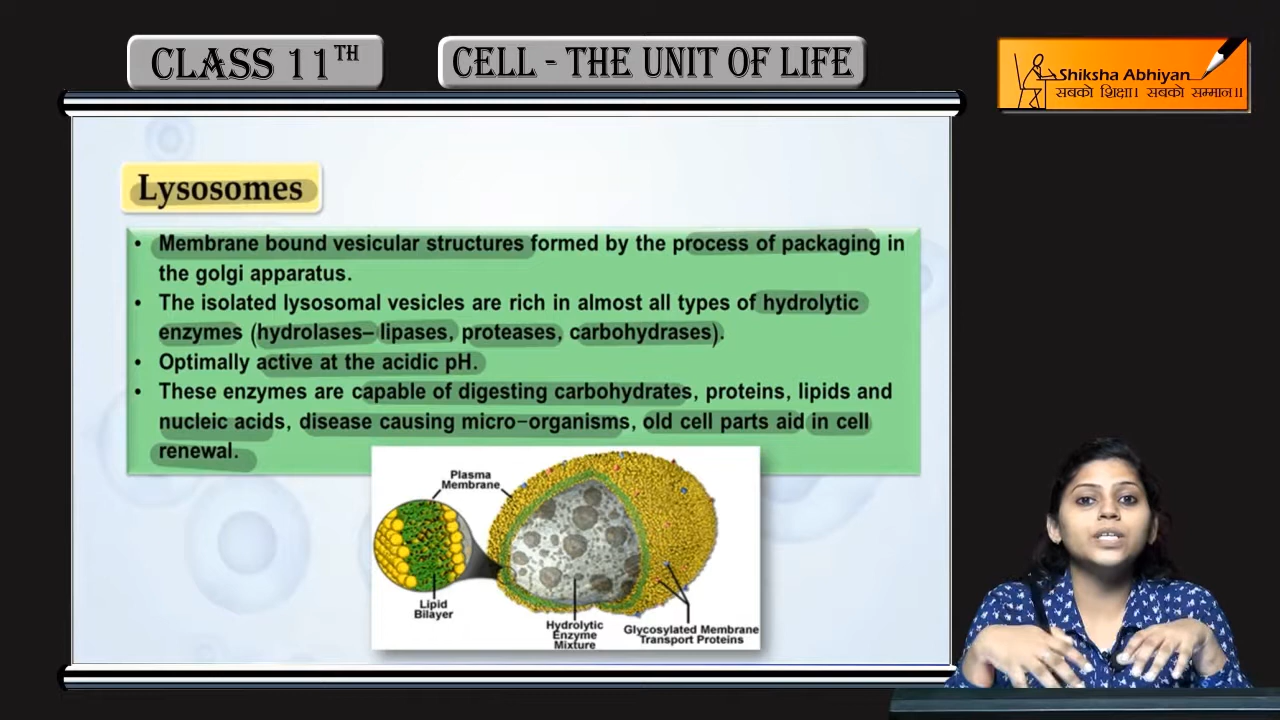 CLASS 11TH
CELL - THE UNIT OF LIFE
Shiksha Abhiyan
सबको शिक्षा। सबको सम्मान।।
Lysosomes
• Membrane bound vesicular structures formed by the process of packaging in
the golgi apparatus.
• The isolated lysosomal vesicles are rich in almost all types of hydrolytic
enzymes (hydrolases– lipases, proteases, carbohydrases).
• Optimally active at the acidic pH.
• These enzymes are capable of digesting carbohydrates, proteins, lipids and
nucleic acids, disease causing micro-organisms, old cell parts aid in cell
renewal.
Plasma
Membrane
Lipid
Bilayer
Hydrolytic
Enzyme
Mixture
Glycosylated Membrane
Transport Proteins